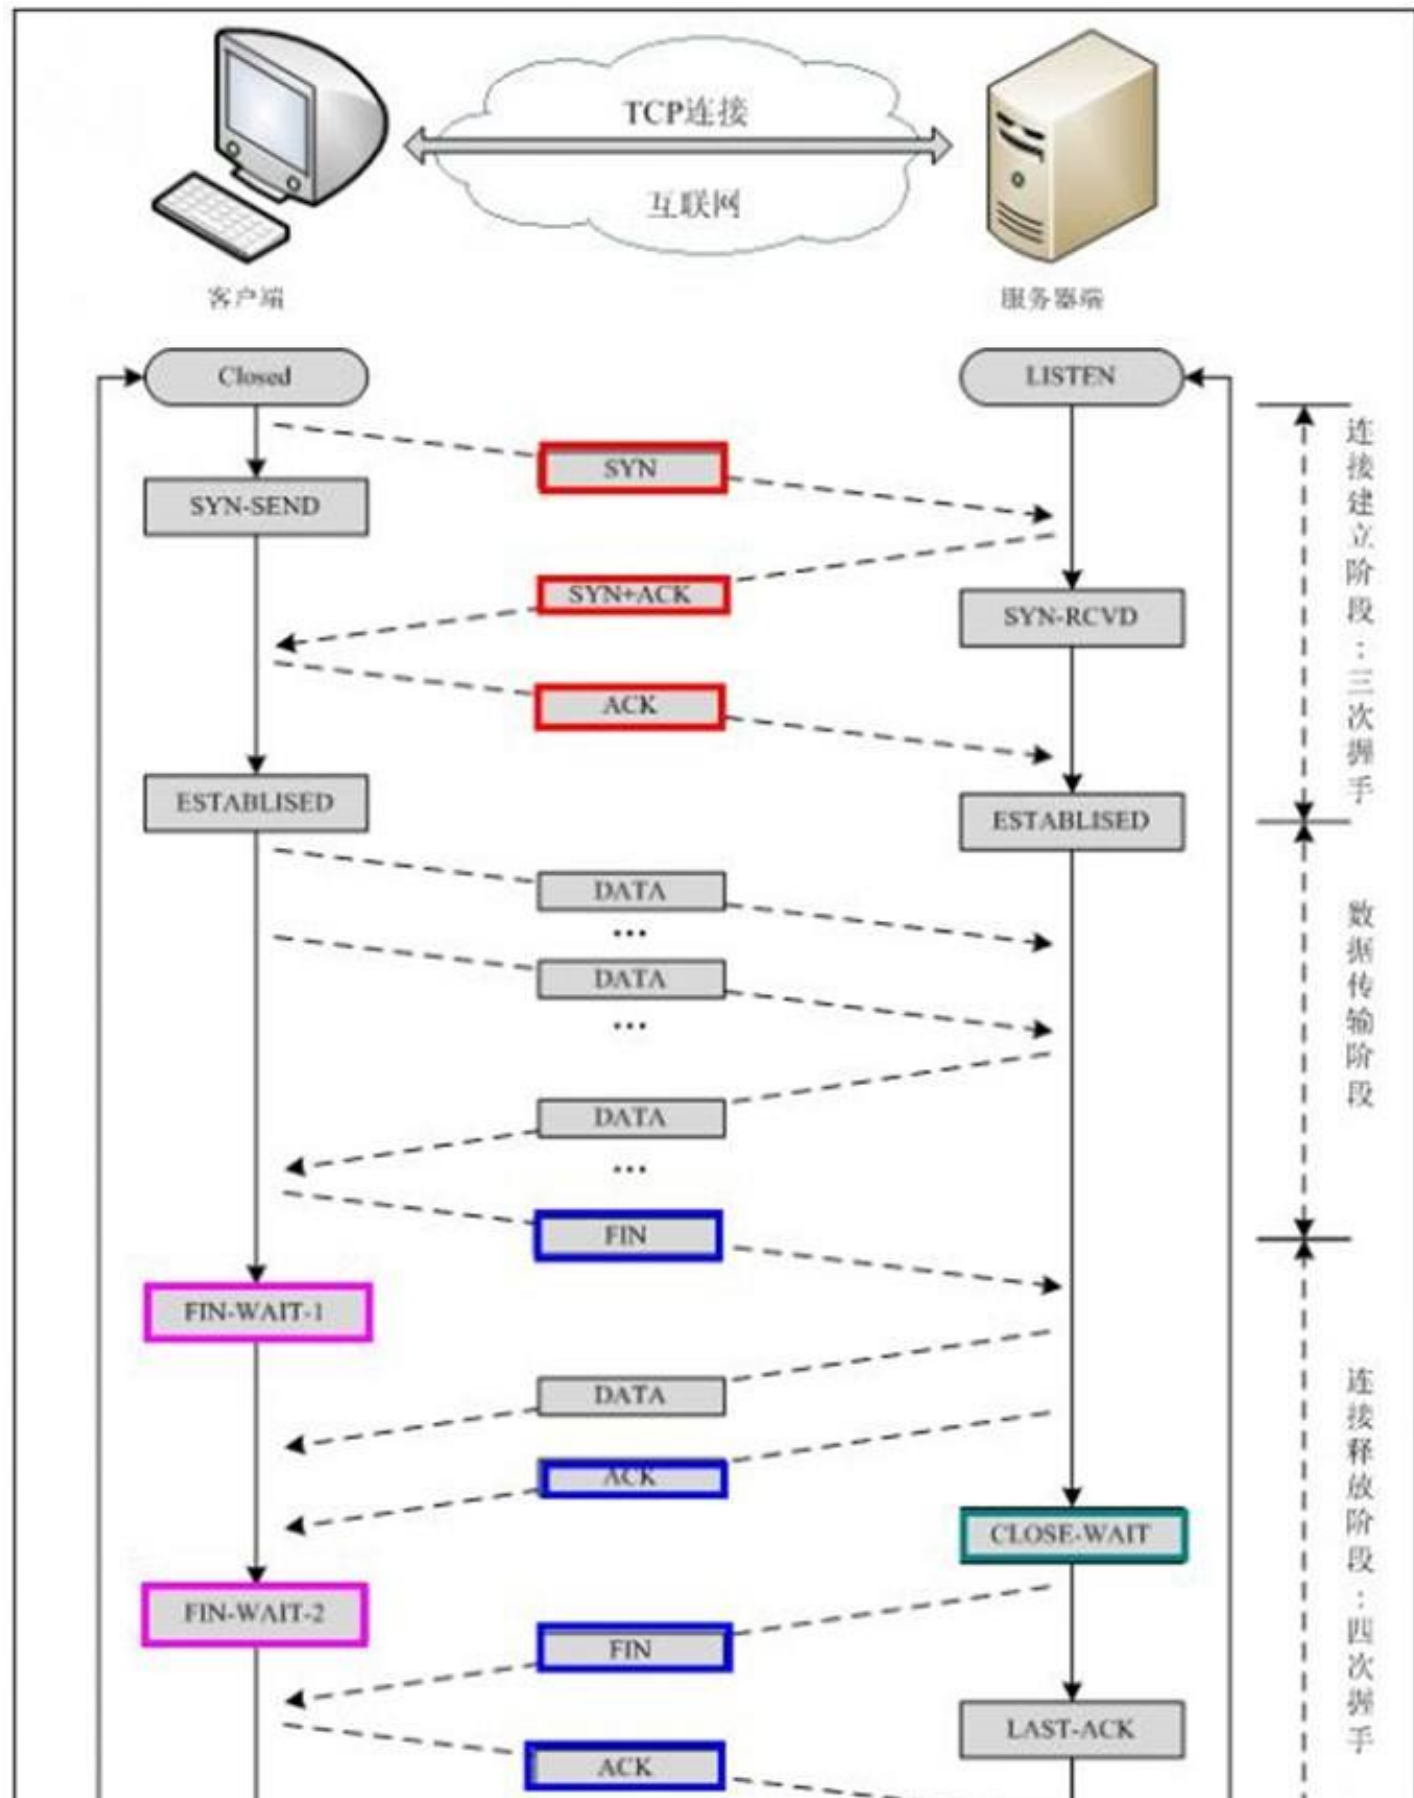 TCP连接
互联网
客户端
服务器端
Closed
LISTEN
SYN
SYN-SEND
SYN+ACK
SYN-RCVD
ACK
ESTABLISED
ESTABLISED
DATA
...
DATA
...
DATA
...
FIN
FIN-WAIT-1
DATA
ACK
CLOSE-WAIT
FIN-WAIT-2
FIN
LAST-ACK
ACK
连接建立阶段：三次握手
数据传输阶段
连接释放阶段：四次握手